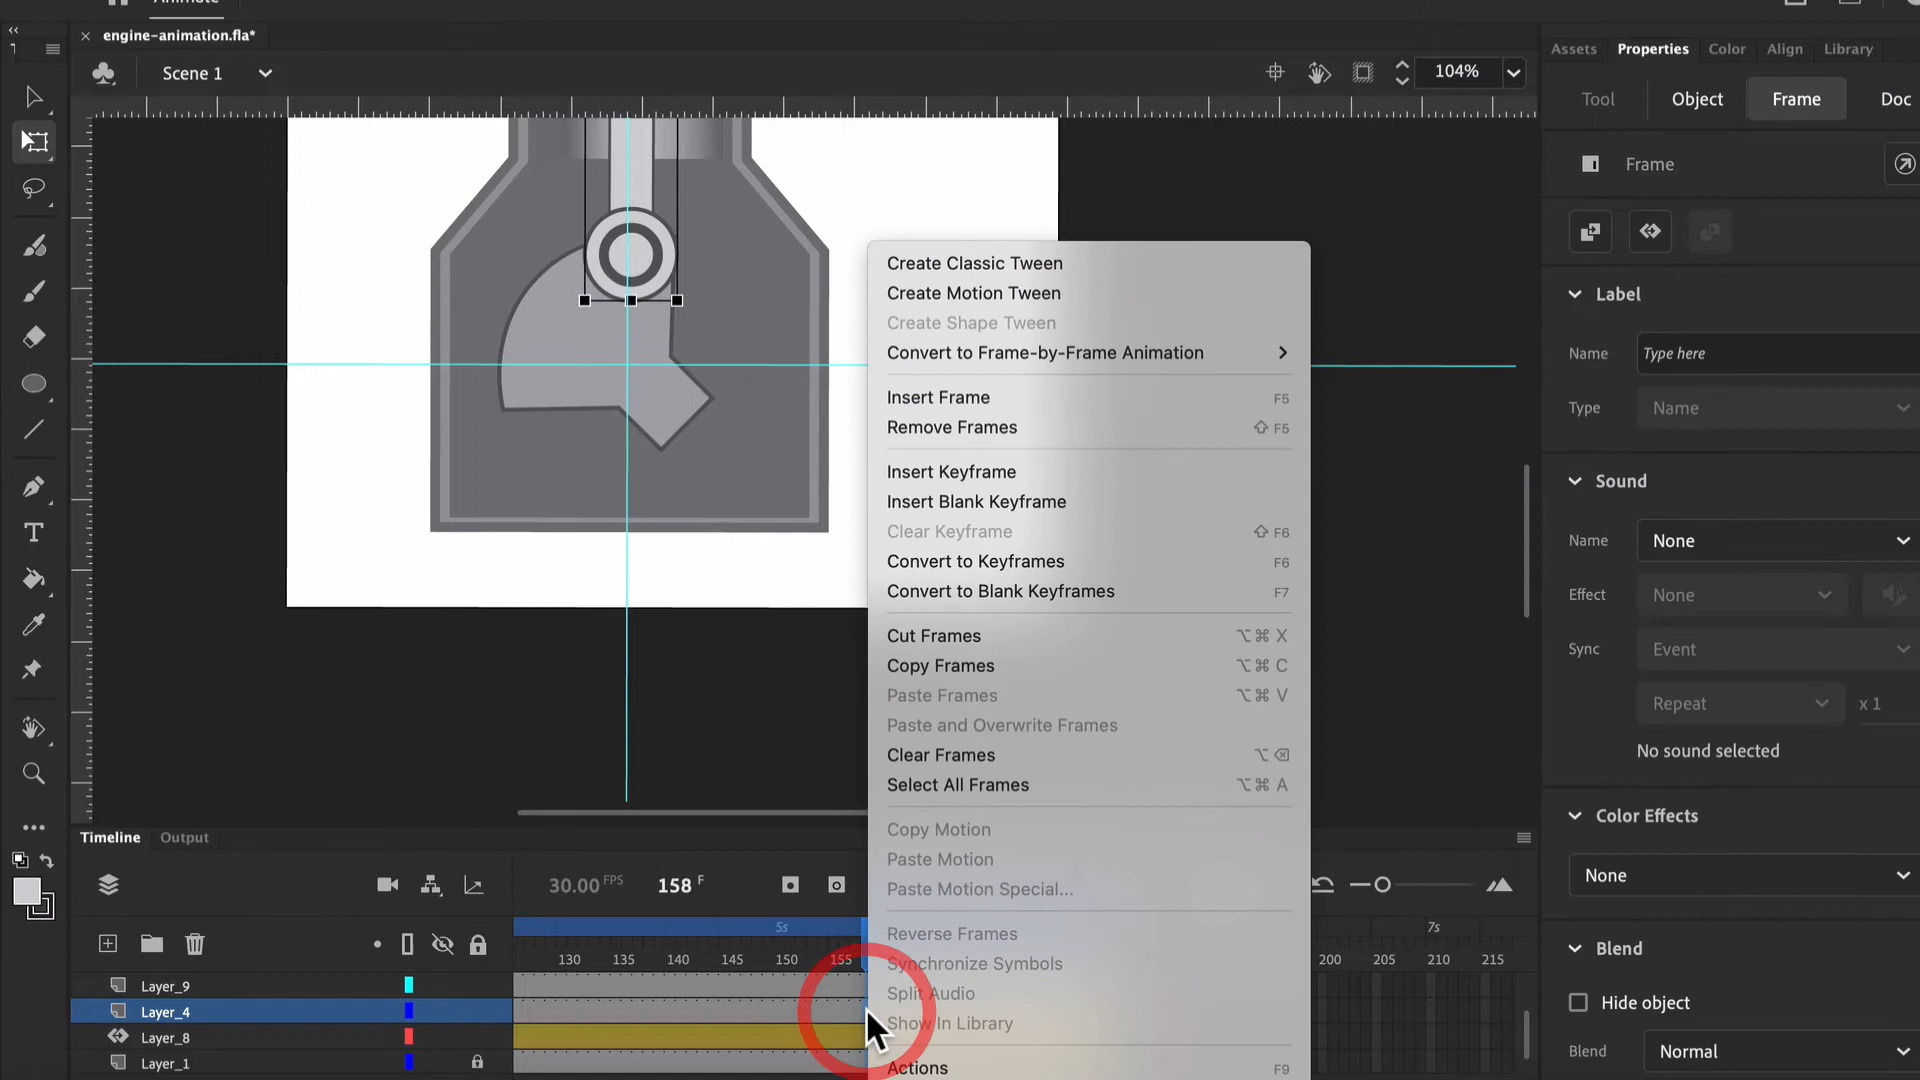 Animate
engine-animation.fla*
Scene 1
104%
Assets Properties Color Align Library
Tool Object Frame Doc
Frame
Label
Name Type here
Type Name
Sound
Name None
Effect None
Sync Event
Repeat x 1
No sound selected
Color Effects
None
Blend
Hide object
Blend Normal
Create Classic Tween
Create Motion Tween
Create Shape Tween
Convert to Frame-by-Frame Animation
Insert Frame F5
Remove Frames ⇧ F5
Insert Keyframe
Insert Blank Keyframe
Clear Keyframe ⇧ F6
Convert to Keyframes F6
Convert to Blank Keyframes F7
Cut Frames ⌥⌘ X
Copy Frames ⌥⌘ C
Paste Frames ⌥⌘ V
Paste and Overwrite Frames
Clear Frames ⌥⌫
Select All Frames ⌥⌘ A
Copy Motion
Paste Motion
Paste Motion Special...
Reverse Frames
Synchronize Symbols
Split Audio
Show In Library
Actions F9
Timeline Output
30.00 FPS 158 F
5s 7s
130 135 140 145 150 155 200 205 210 215
Layer_9
Layer_4
Layer_8
Layer_1